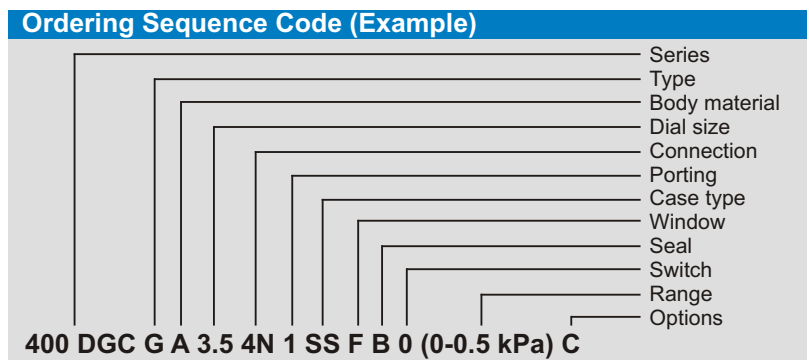 Ordering Sequence Code (Example)
Series
Type
Body material
Dial size
Connection
Porting
Case type
Window
Seal
Switch
Range
Options
400 DGC G A 3.5 4N 1 SS F B 0 (0-0.5 kPa) C